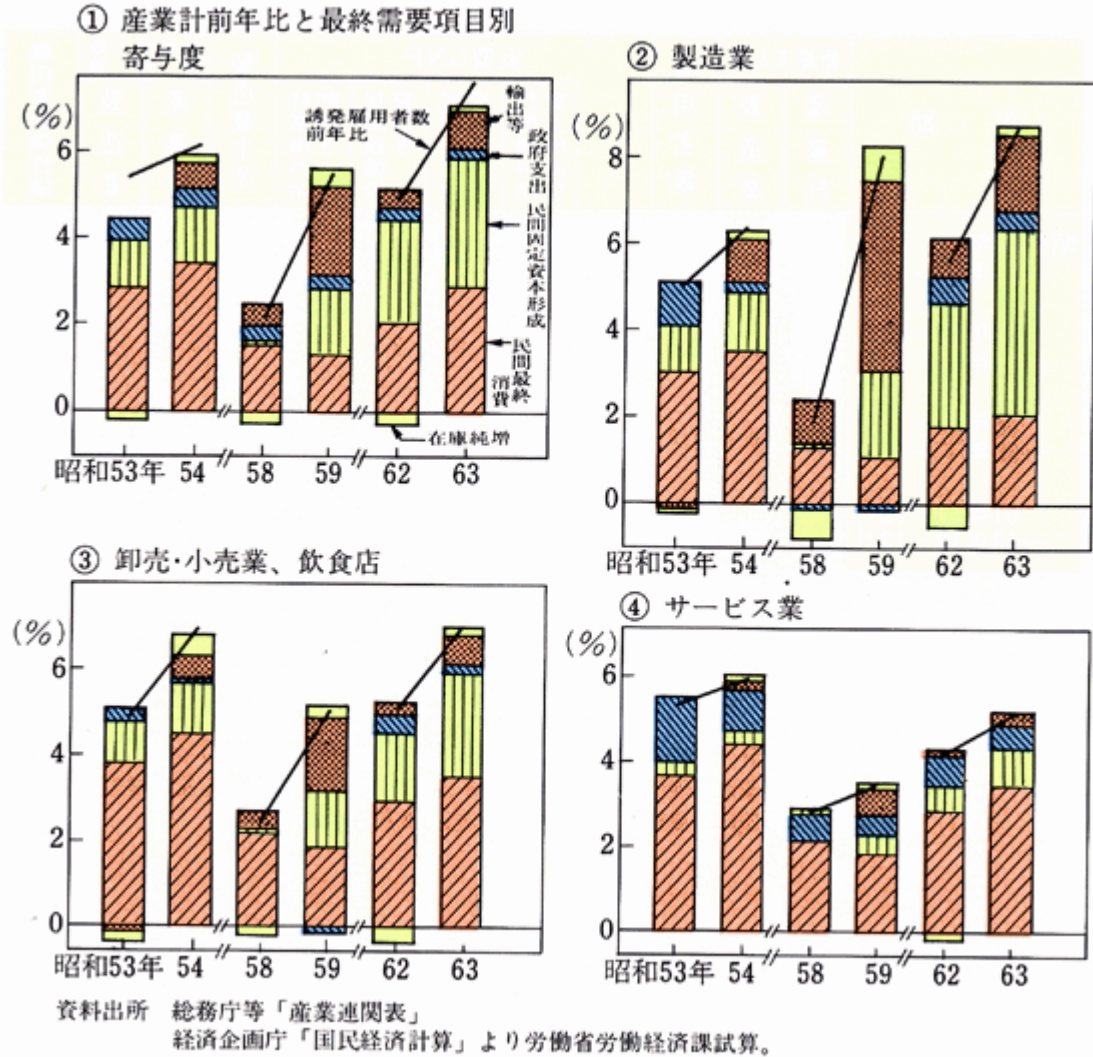 ① 産業計前年比と最終需要項目別
寄与度
(%)
6
4
2
0
誘発雇用者数
前年比
輸出等
政府支出
民間固定資本形成
民間最終
消費
在庫純増
昭和53年 54 58 59 62 63
② 製造業
(%)
8
6
4
2
0
昭和53年 54 58 59 62 63
③ 卸売・小売業、飲食店
(%)
6
4
2
0
昭和53年 54 58 59 62 63
④ サービス業
(%)
6
4
2
0
昭和53年 54 58 59 62 63
資料出所 総務庁等「産業連関表」
経済企画庁「国民経済計算」より労働省労働経済課試算。